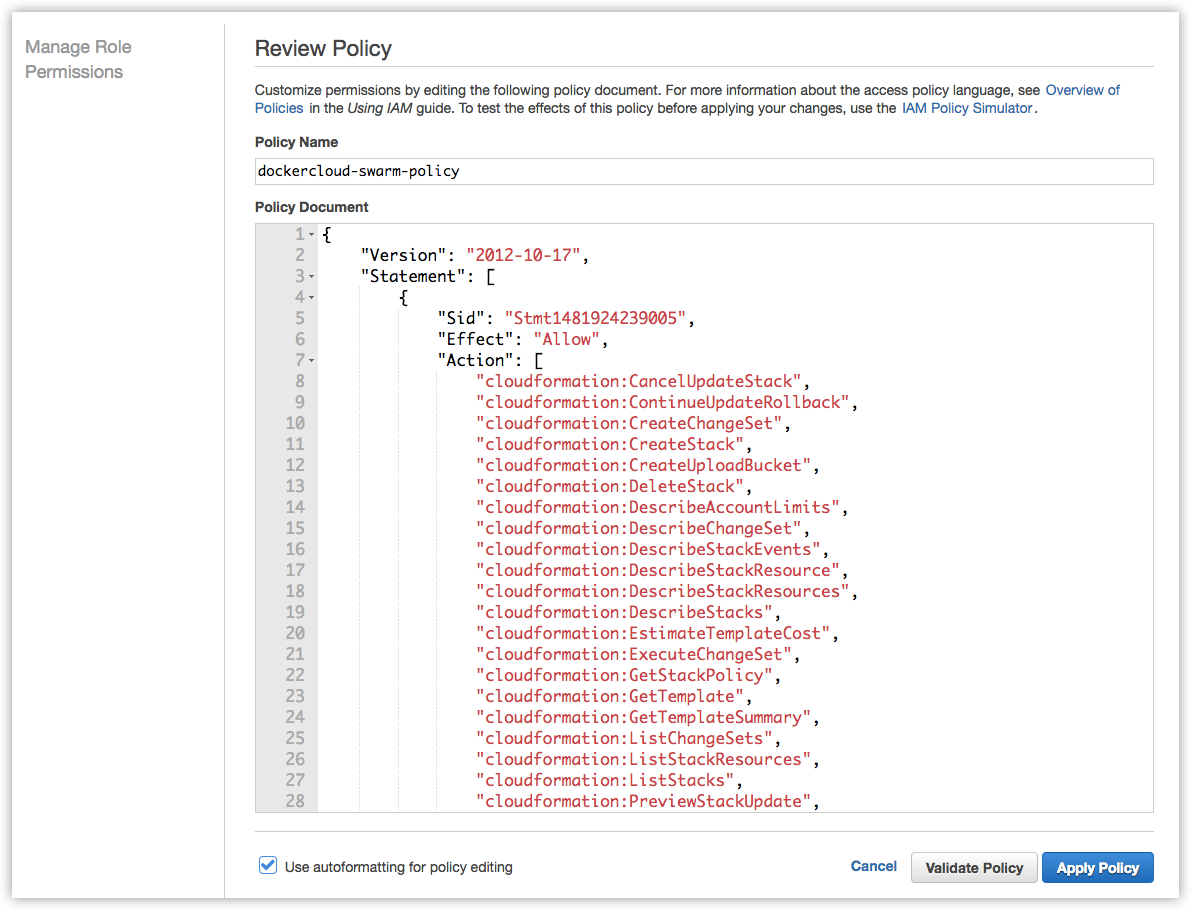 Manage Role
Permissions
Review Policy
Customize permissions by editing the following policy document. For more information about the access policy language, see Overview of
Policies in the Using IAM guide. To test the effects of this policy before applying your changes, use the IAM Policy Simulator.
Policy Name
dockercloud-swarm-policy
Policy Document
1 {
2 "Version": "2012-10-17",
3 "Statement": [
4 {
5 "Sid": "Stmt1481924239005",
6 "Effect": "Allow",
7 "Action": [
8 "cloudformation:CancelUpdateStack",
9 "cloudformation:ContinueUpdateRollback",
10 "cloudformation:CreateChangeSet",
11 "cloudformation:CreateStack",
12 "cloudformation:CreateUploadBucket",
13 "cloudformation:DeleteStack",
14 "cloudformation:DescribeAccountLimits",
15 "cloudformation:DescribeChangeSet",
16 "cloudformation:DescribeStackEvents",
17 "cloudformation:DescribeStackResource",
18 "cloudformation:DescribeStackResources",
19 "cloudformation:DescribeStacks",
20 "cloudformation:EstimateTemplateCost",
21 "cloudformation:ExecuteChangeSet",
22 "cloudformation:GetStackPolicy",
23 "cloudformation:GetTemplate",
24 "cloudformation:GetTemplateSummary",
25 "cloudformation:ListChangeSets",
26 "cloudformation:ListStackResources",
27 "cloudformation:ListStacks",
28 "cloudformation:PreviewStackUpdate",
Use autoformatting for policy editing
Cancel
Validate Policy
Apply Policy